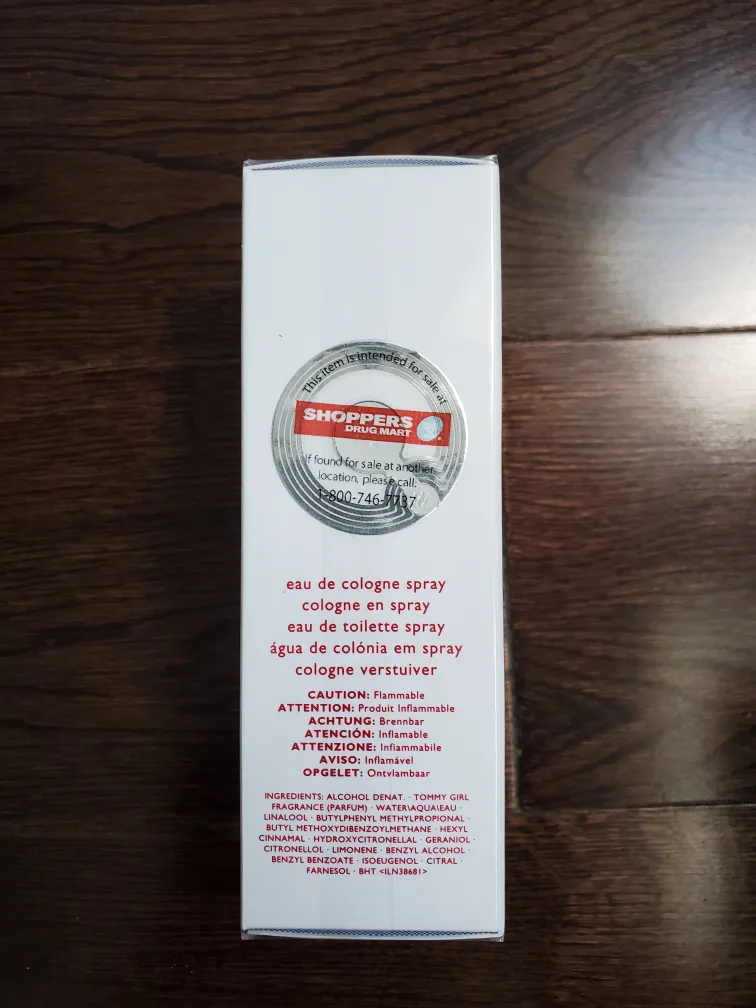 This item is intended for sale at
SHOPPERS
DRUG MART
If found for sale at another
location, please call:
1-800-746-7737
eau de cologne spray
cologne en spray
eau de toilette spray
água de colónia em spray
cologne verstuiver
CAUTION: Flammable
ATTENTION: Produit Inflammable
ACHTUNG: Brennbar
ATENCIÓN: Inflamable
ATTENZIONE: Infiammabile
AVISO: Inflamável
OPGELET: Ontvlambaar
INGREDIENTS: ALCOHOL DENAT. · TOMMY GIRL
FRAGRANCE (PARFUM) · WATER\AQUA\EAU ·
LINALOOL · BUTYLPHENYL METHYLPROPIONAL ·
BUTYL METHOXYDIBENZOYLMETHANE · HEXYL
CINNAMAL · HYDROXYCITRONELLAL · GERANIOL ·
CITRONELLOL · LIMONENE · BENZYL ALCOHOL ·
BENZYL BENZOATE · ISOEUGENOL · CITRAL ·
FARNESOL · BHT <ILN38681>